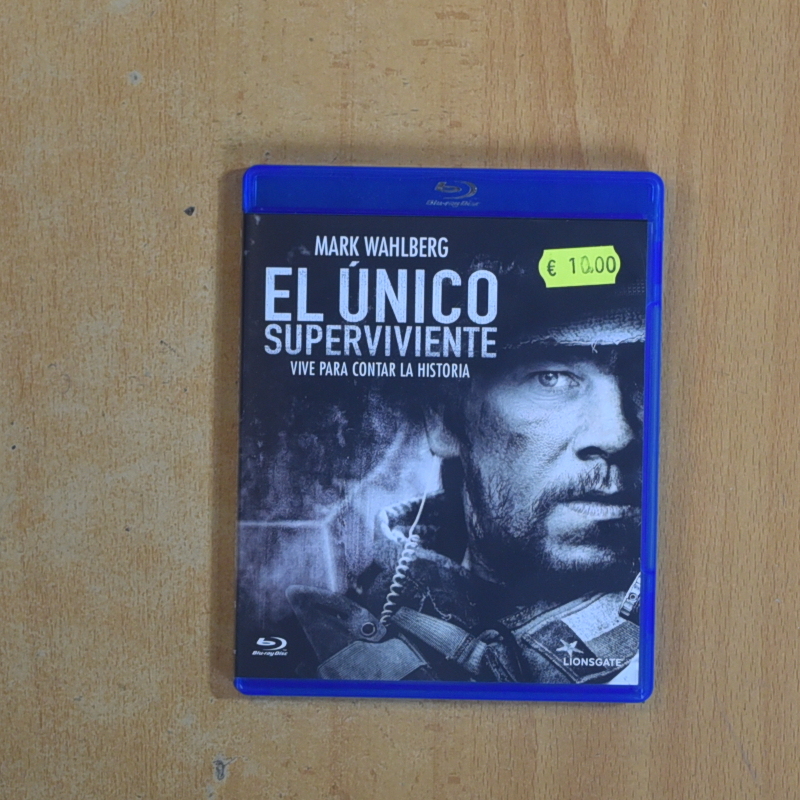 Blu-ray Disc
MARK WAHLBERG
€ 10.00
EL ÚNICO
SUPERVIVIENTE
VIVE PARA CONTAR LA HISTORIA
Blu-ray Disc
LIONSGATE